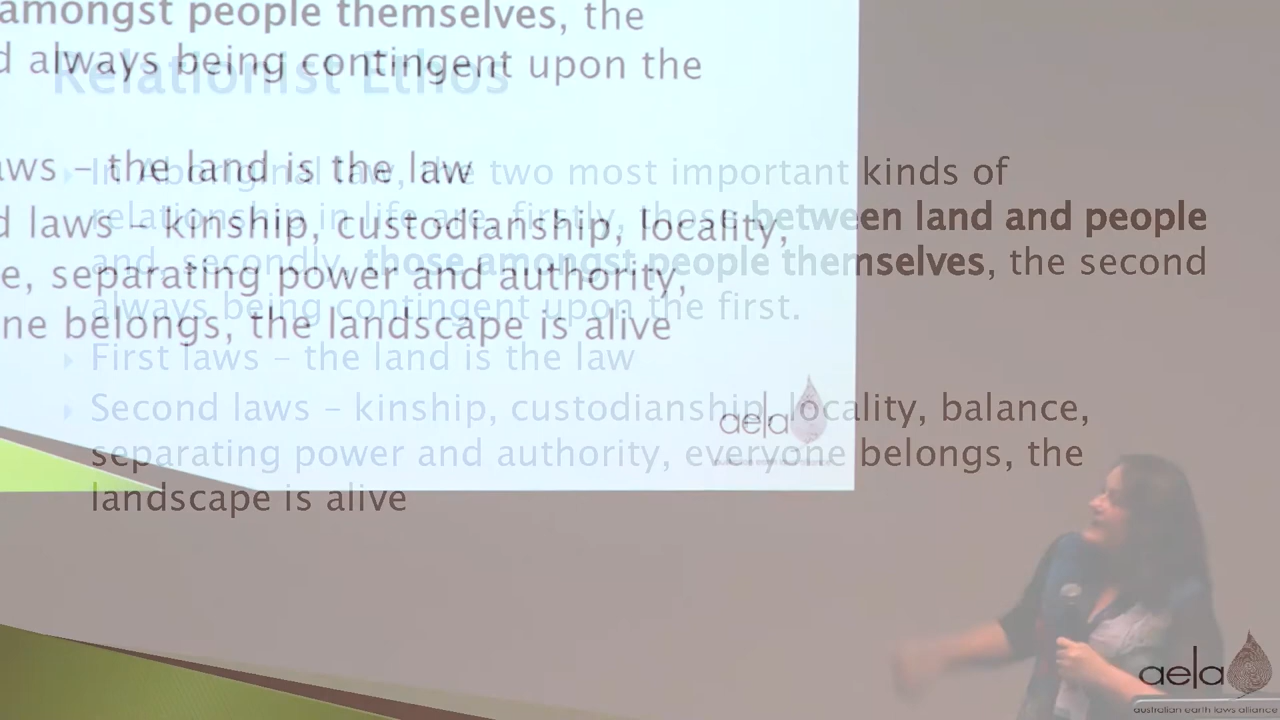 amongst people themselves, the
d always being contingent upon the
aws – the land is the law
d laws – kinship, custodianship, locality,
e, separating power and authority,
ne belongs, the landscape is alive
aela
Relationist Ethos
In Aboriginal law, the two most important kinds of
relationship in life are, firstly, those between land and people
and, secondly, those amongst people themselves, the second
always being contingent upon the first.
First laws – the land is the law
Second laws – kinship, custodianship, locality, balance,
separating power and authority, everyone belongs, the
landscape is alive
aela
australian earth laws alliance